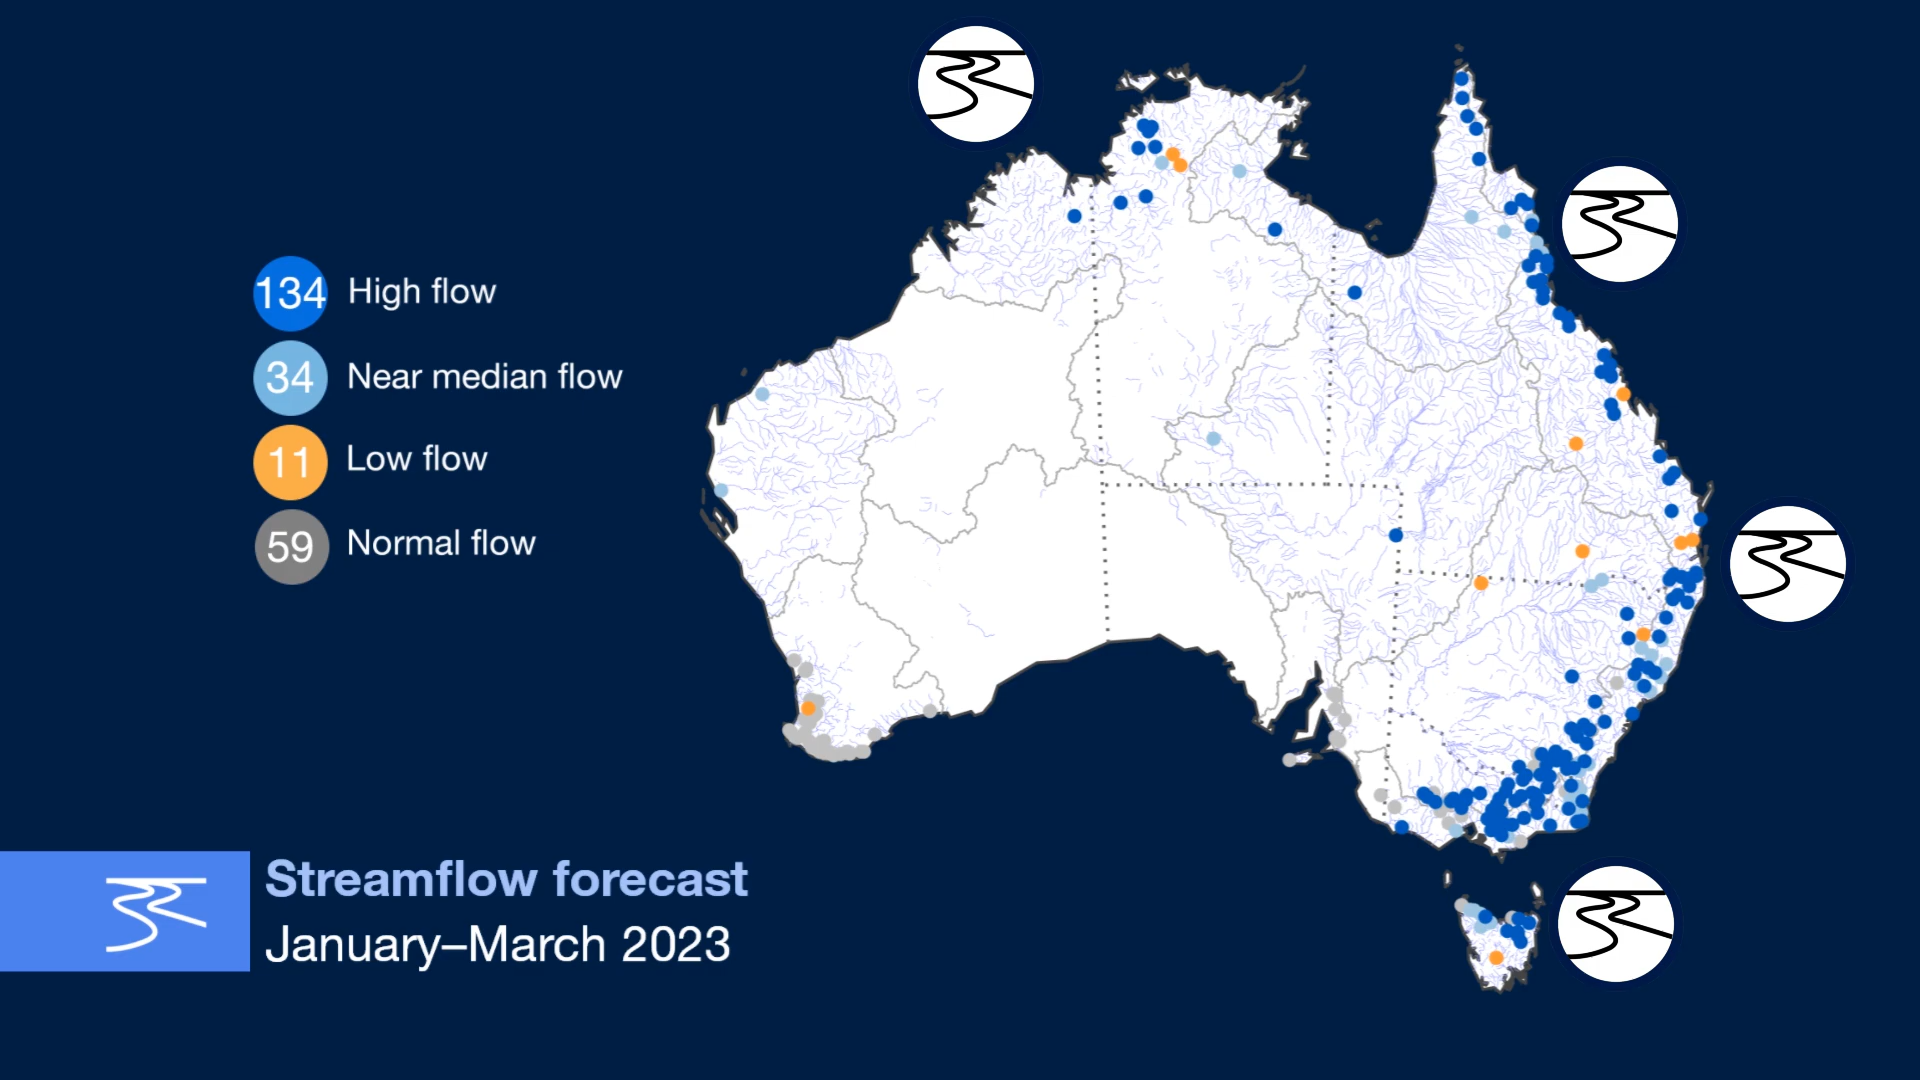 134 High flow
34 Near median flow
11 Low flow
59 Normal flow
Streamflow forecast
January–March 2023